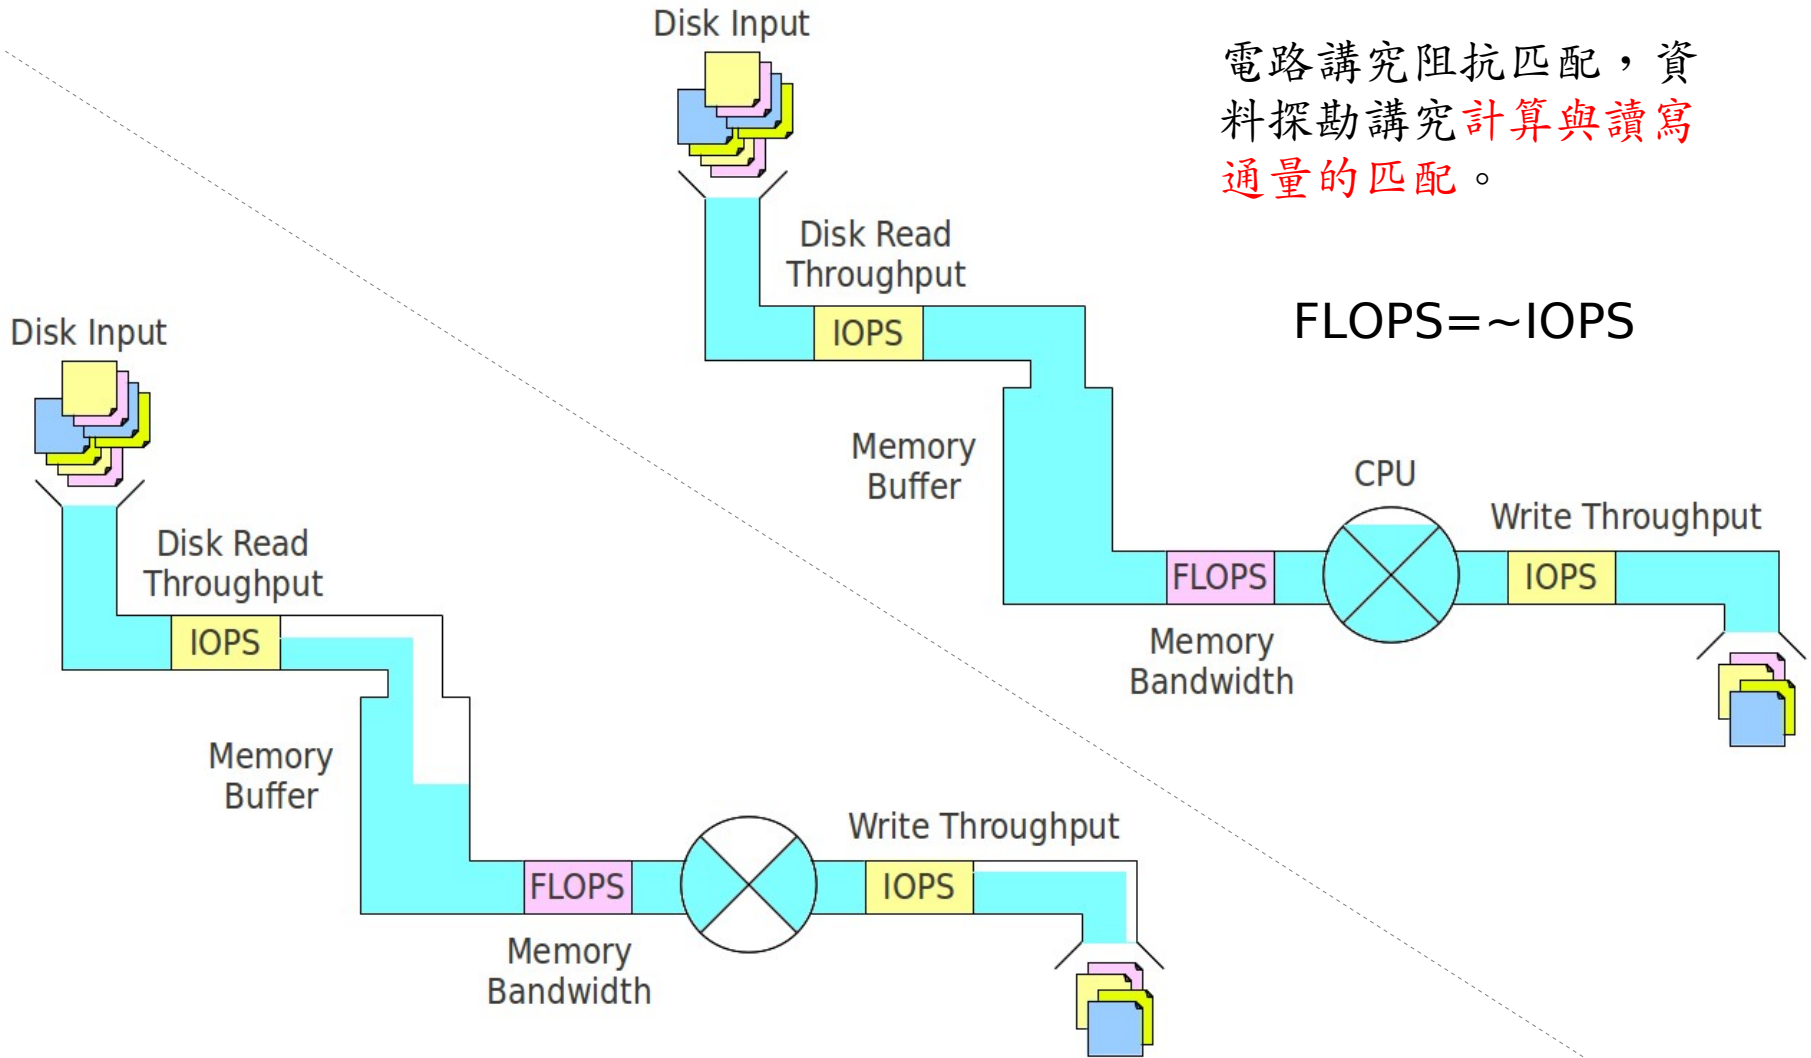 Disk Input
電路講究阻抗匹配，資
料探勘講究計算與讀寫
通量的匹配。
Disk Read
Throughput
IOPS
FLOPS=~IOPS
Memory
Buffer
CPU
Write Throughput
FLOPS
IOPS
Memory
Bandwidth
Disk Input
Disk Read
Throughput
IOPS
Memory
Buffer
Write Throughput
FLOPS
IOPS
Memory
Bandwidth